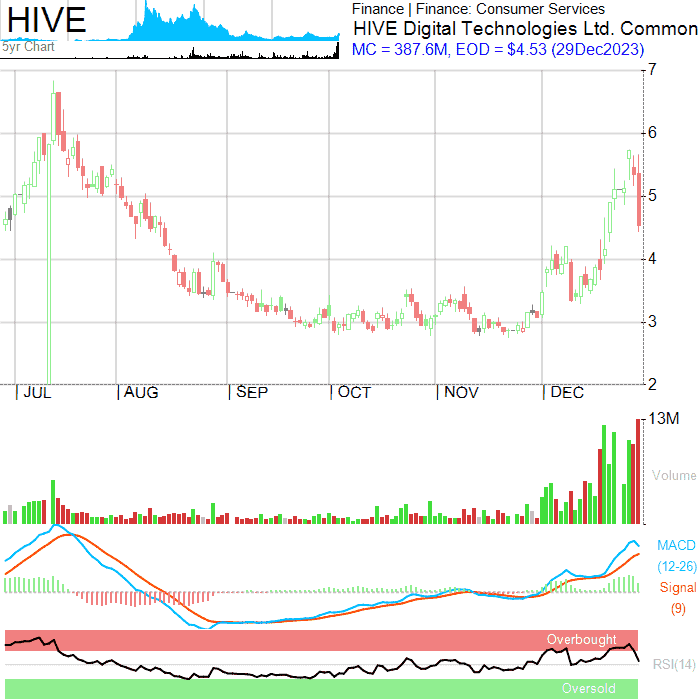 HIVE
5yr Chart
Finance | Finance: Consumer Services
HIVE Digital Technologies Ltd. Common
MC = 387.6M, EOD = $4.53 (29Dec2023)
7
6
5
4
3
2
|JUL |AUG |SEP |OCT |NOV |DEC
13M
Volume
MACD
(12-26)
Signal
(9)
Overbought
RSI(14)
Oversold